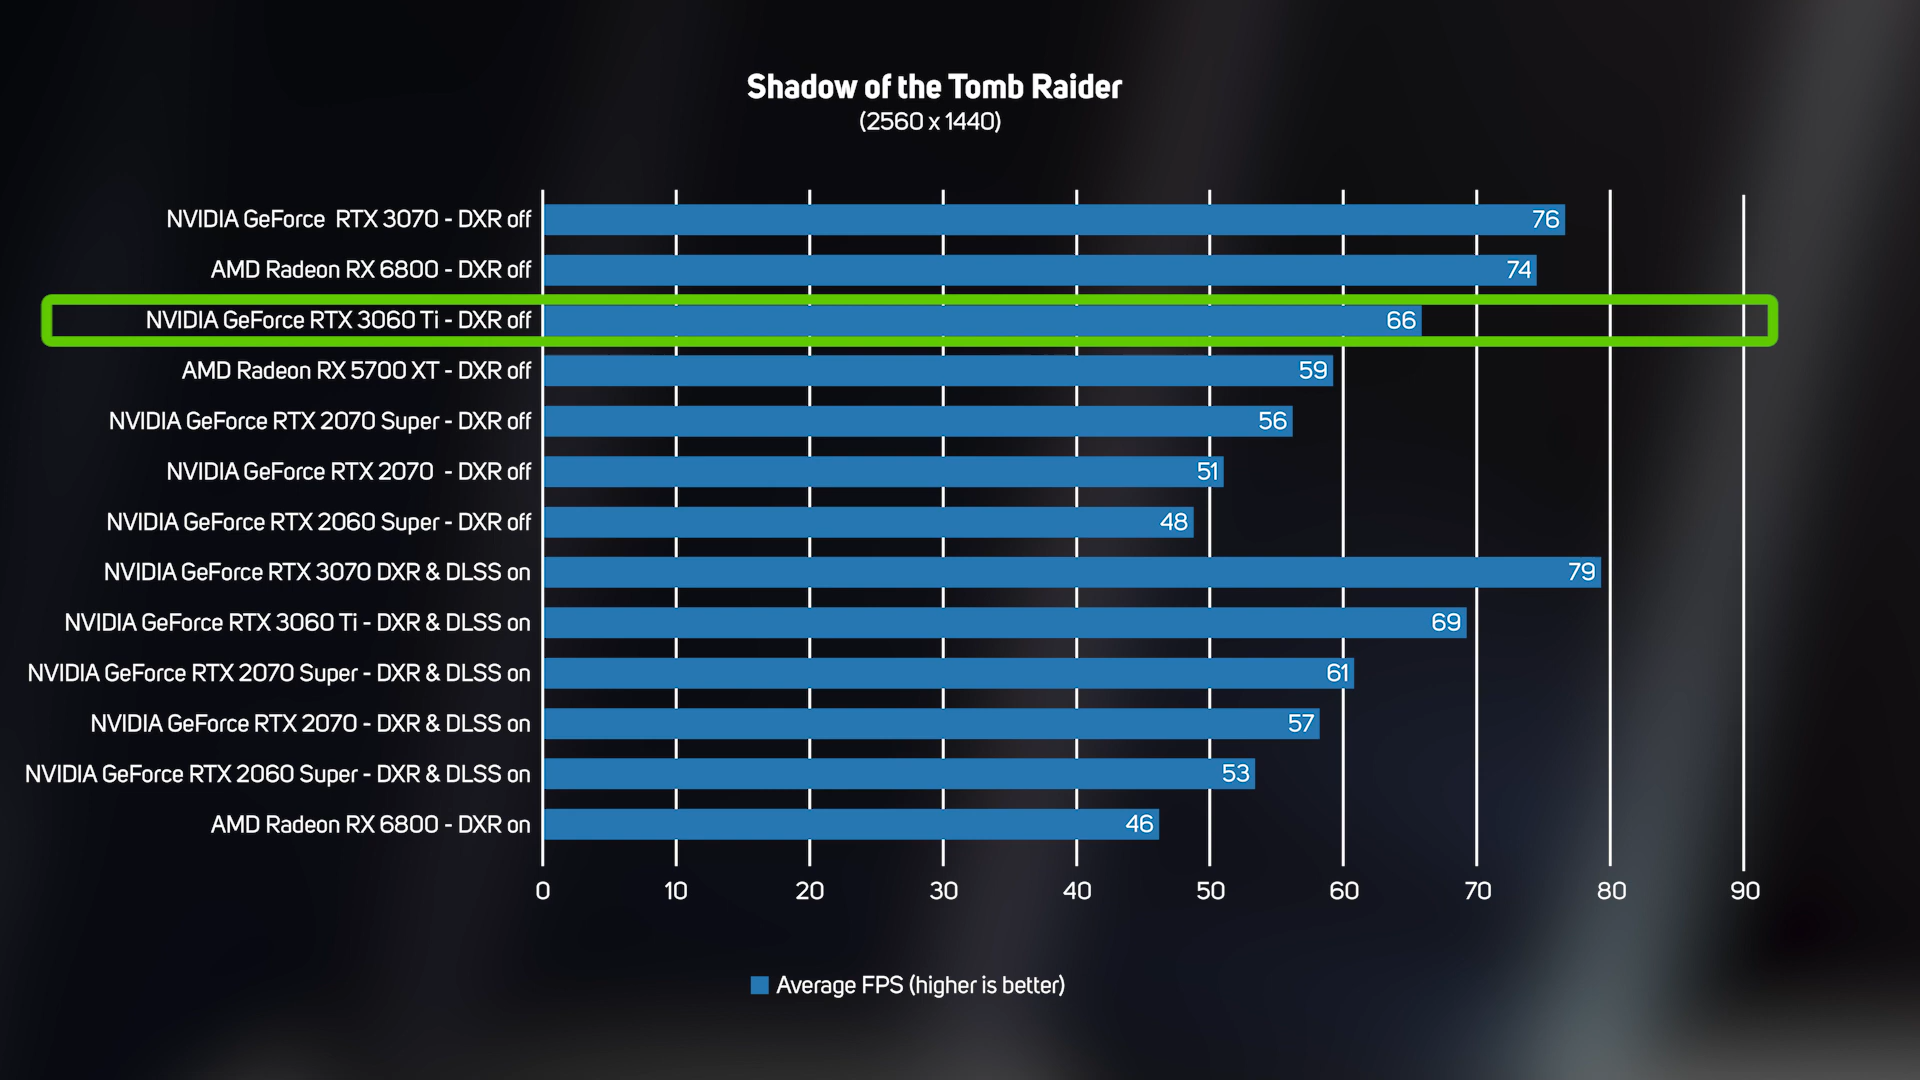 Shadow of the Tomb Raider
(2560 x 1440)
NVIDIA GeForce RTX 3070 - DXR off 76
AMD Radeon RX 6800 - DXR off 74
NVIDIA GeForce RTX 3060 Ti - DXR off 66
AMD Radeon RX 5700 XT - DXR off 59
NVIDIA GeForce RTX 2070 Super - DXR off 56
NVIDIA GeForce RTX 2070 - DXR off 51
NVIDIA GeForce RTX 2060 Super - DXR off 48
NVIDIA GeForce RTX 3070 DXR & DLSS on 79
NVIDIA GeForce RTX 3060 Ti - DXR & DLSS on 69
NVIDIA GeForce RTX 2070 Super - DXR & DLSS on 61
NVIDIA GeForce RTX 2070 - DXR & DLSS on 57
NVIDIA GeForce RTX 2060 Super - DXR & DLSS on 53
AMD Radeon RX 6800 - DXR on 46
0 10 20 30 40 50 60 70 80 90
Average FPS (higher is better)